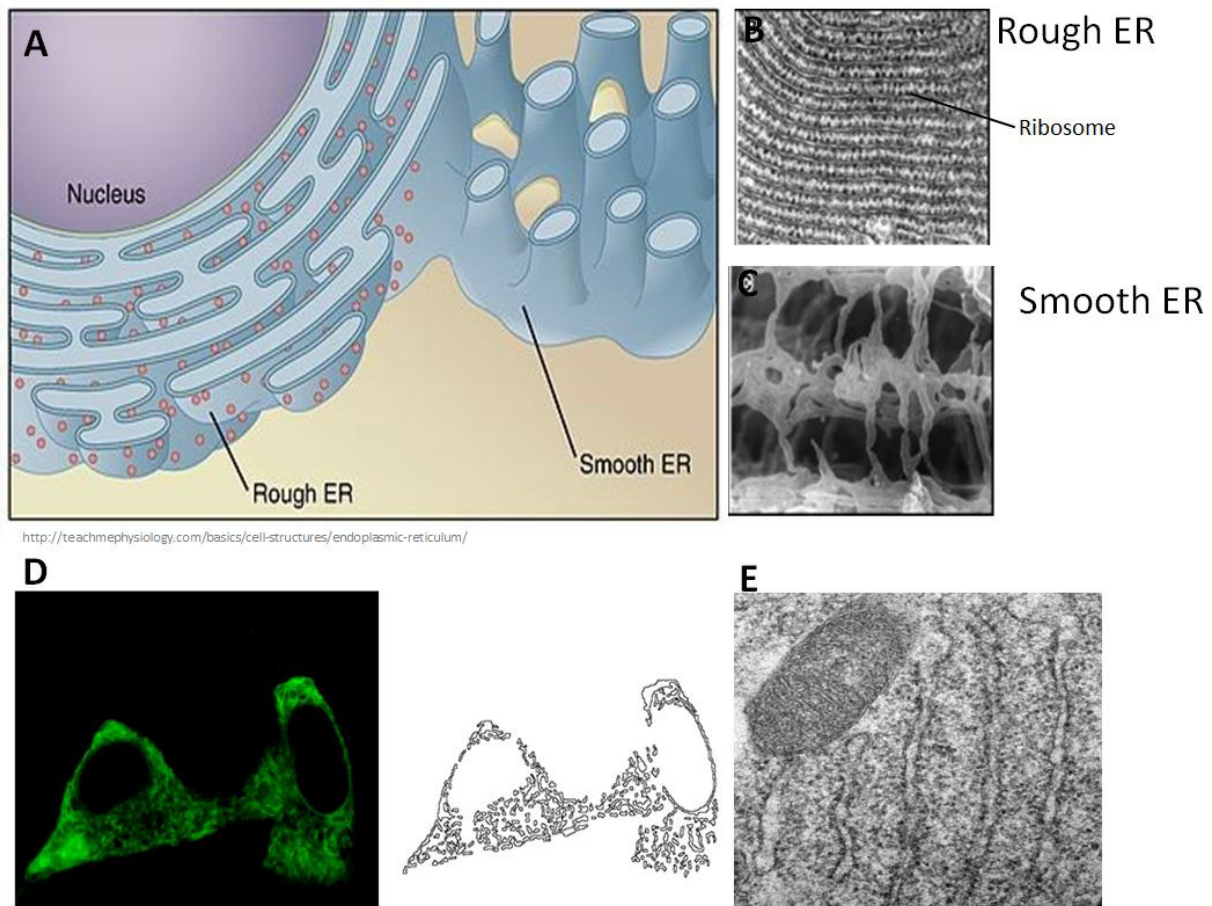 A
B
Rough ER
Ribosome
Nucleus
C
Smooth ER
Smooth ER
Rough ER
http://teachmephysiology.com/basics/cell-structures/endoplasmic-reticulum/
D
E